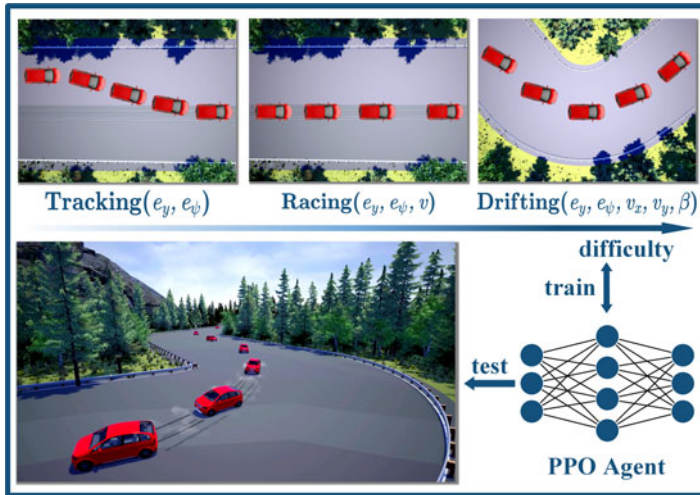 Tracking(e_y, e_ψ)
Racing(e_y, e_ψ, v)
Drifting(e_y, e_ψ, v_x, v_y, β)
difficulty
train
test
PPO Agent